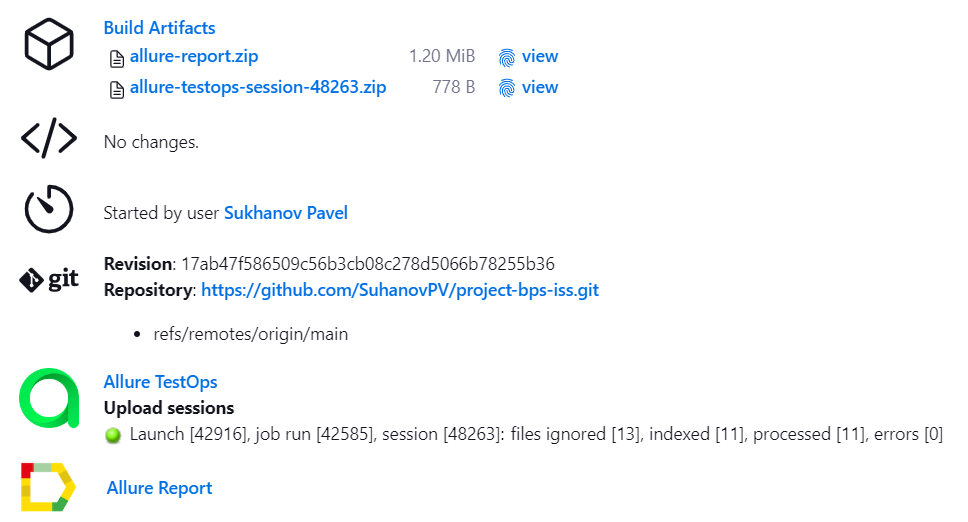 Build Artifacts
allure-report.zip 1.20 MiB view
allure-testops-session-48263.zip 778 B view
No changes.
Started by user Sukhanov Pavel
git Revision: 17ab47f586509c56b3cb08c278d5066b78255b36
Repository: https://github.com/SuhanovPV/project-bps-iss.git
• refs/remotes/origin/main
Allure TestOps
Upload sessions
Launch [42916], job run [42585], session [48263]: files ignored [13], indexed [11], processed [11], errors [0]
Allure Report